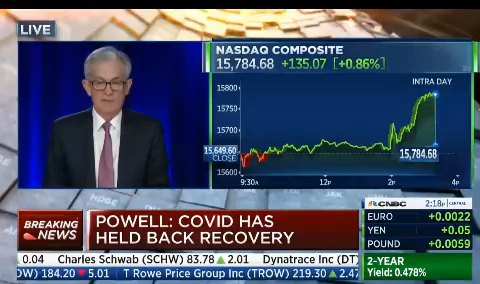 LIVE
NASDAQ COMPOSITE
15,784.68 +135.07 [+0.86%]
INTRA DAY
15800
15750
15700
15,649.60
CLOSE
15,784.68
15600
9:30A 12P 2P 4P
CNBC 2:18P CENTRAL
BREAKING
NEWS
POWELL: COVID HAS
HELD BACK RECOVERY
EURO +0.0022
YEN +0.05
POUND +0.0059
2-YEAR
Yield: 0.478%
0.04 Charles Schwab (SCHW) 83.78 ▲ 2.01 Dynatrace Inc (DT)
OW) 184.20 ▼ 5.01 T Rowe Price Group Inc (TROW) 219.30 ▲ 2.47